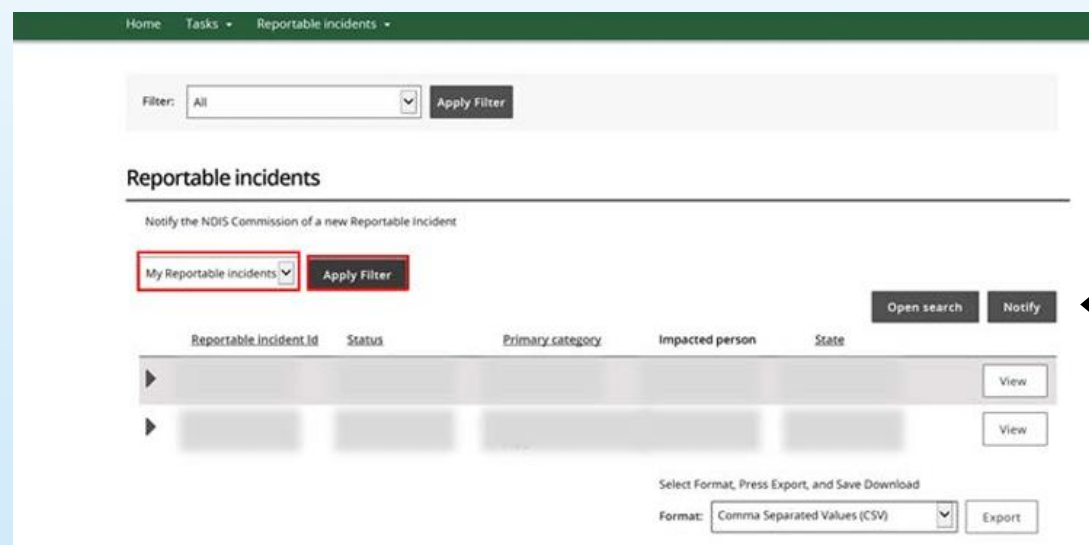 Home Tasks Reportable incidents
Filter: All Apply Filter
Reportable incidents
Notify the NDIS Commission of a new Reportable Incident
My Reportable incidents Apply Filter
Open search Notify
Reportable incident Id Status Primary category Impacted person State
View
View
Select Format, Press Export, and Save Download
Format: Comma Separated Values (CSV) Export